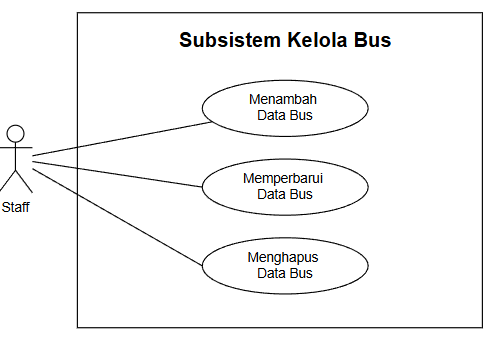 Subsistem Kelola Bus
Menambah
Data Bus
Memperbarui
Data Bus
Staff
Menghapus
Data Bus